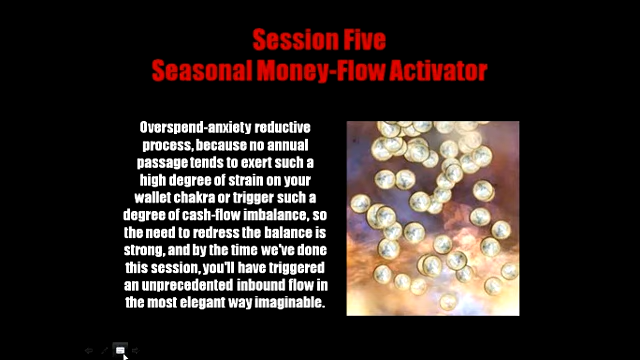 Session Five
Seasonal Money-Flow Activator
Overspend-anxiety reductive
process, because no annual
passage tends to exert such a
high degree of strain on your
wallet chakra or trigger such a
degree of cash-flow imbalance, so
the need to redress the balance is
strong, and by the time we've done
this session, you'll have triggered
an unprecedented inbound flow in
the most elegant way imaginable.